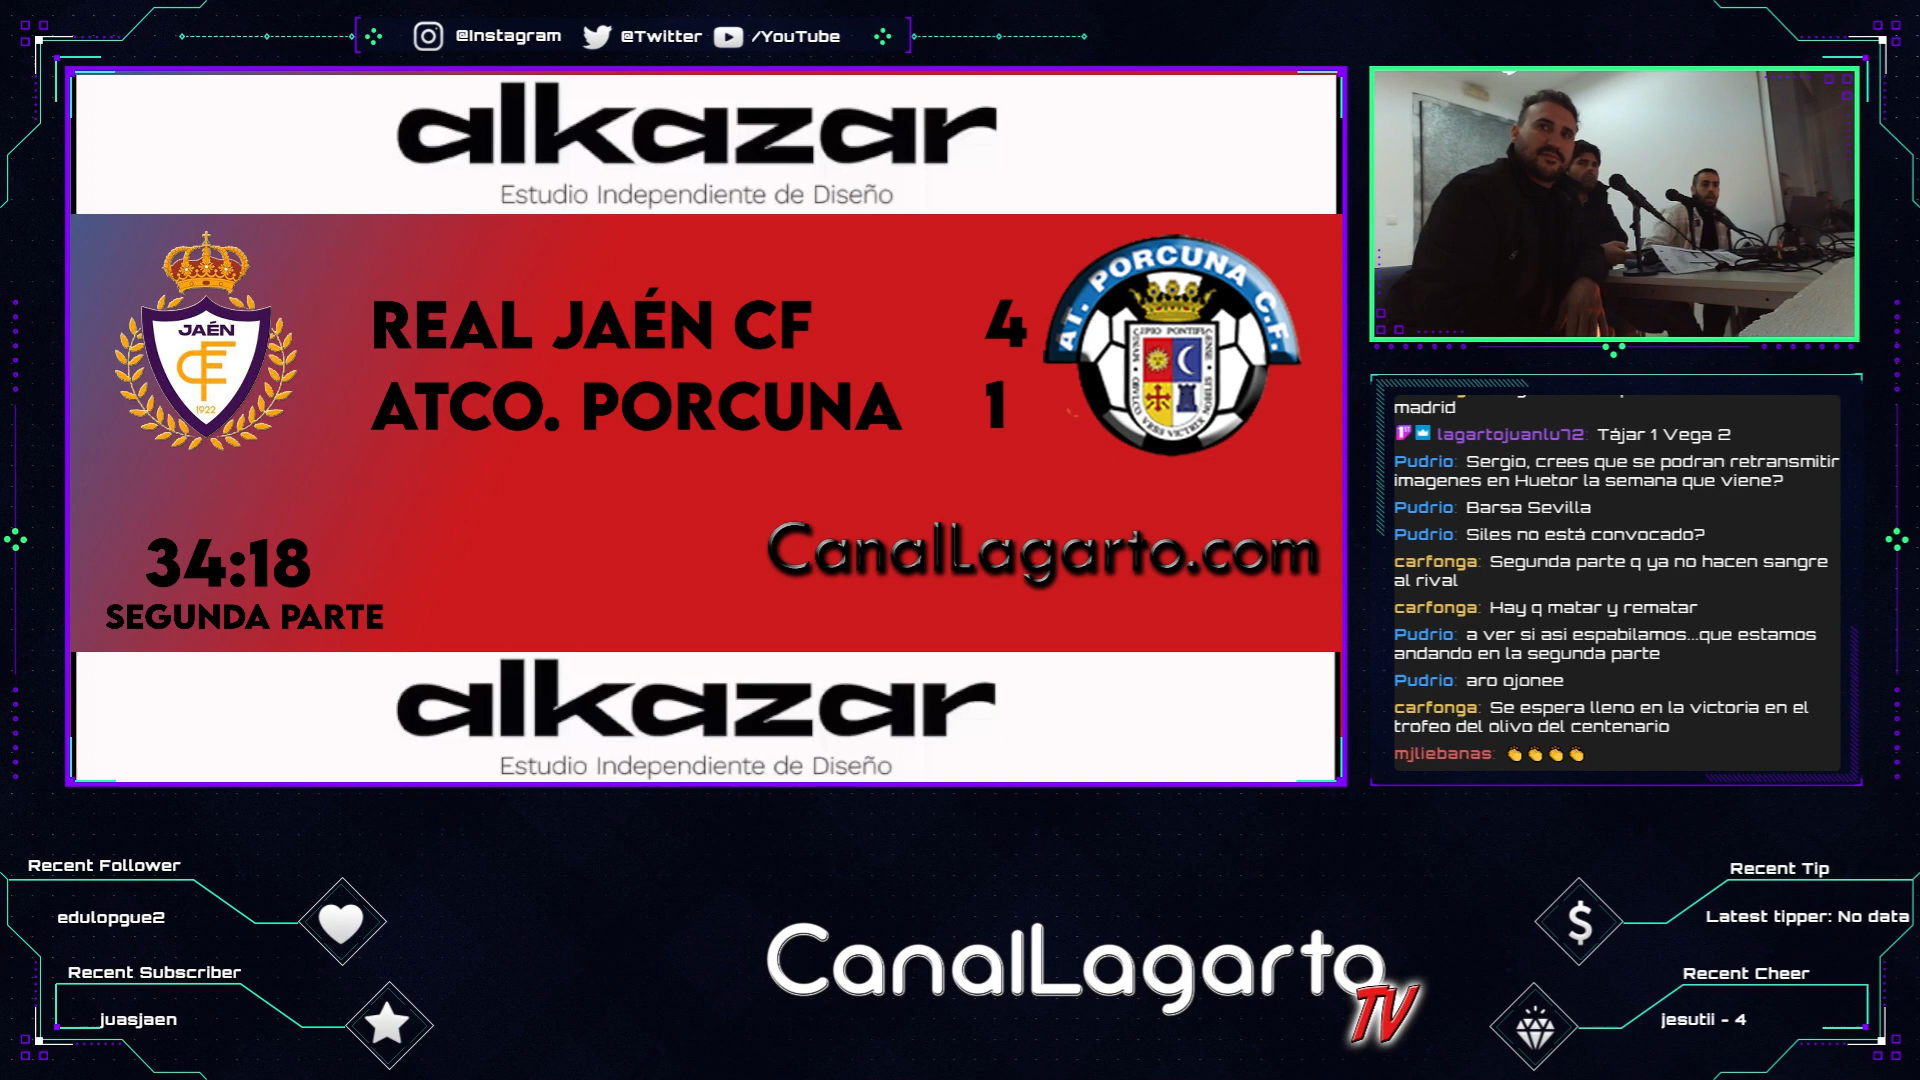 @Instagram @Twitter /YouTube
alkazar
Estudio Independiente de Diseño
JAÉN
CF
1922
REAL JAÉN CF 4
ATCO. PORCUNA 1
AT. PORCUNA C.F.
34:18
SEGUNDA PARTE
CanalLagarto.com
alkazar
Estudio Independiente de Diseño
madrid
lagartojuanlu72: Tájar 1 Vega 2
Pudrio: Sergio, crees que se podran retransmitir
imagenes en Huetor la semana que viene?
Pudrio: Barsa Sevilla
Pudrio: Siles no está convocado?
carfonga: Segunda parte q ya no hacen sangre
al rival
carfonga: Hay q matar y rematar
Pudrio: a ver si asi espabilamos...que estamos
andando en la segunda parte
Pudrio: aro ojonee
carfonga: Se espera lleno en la victoria en el
trofeo del olivo del centenario
mjliebanas: 👏👏👏👏
Recent Follower
edulopgue2
Recent Subscriber
juasjaen
CanalLagarto
TV
Recent Tip
Latest tipper: No data
Recent Cheer
jesutii - 4